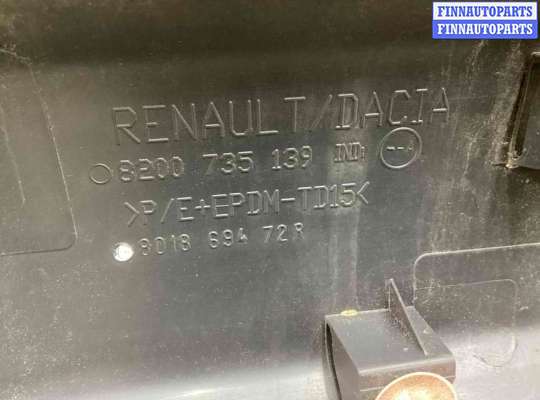 FINNAUTOPARTS
FINNAUTOPARTS
RENAULT/DACIA
8200 735 139 IND:
>P/E+EPDM-TD15<
8018 694 72R